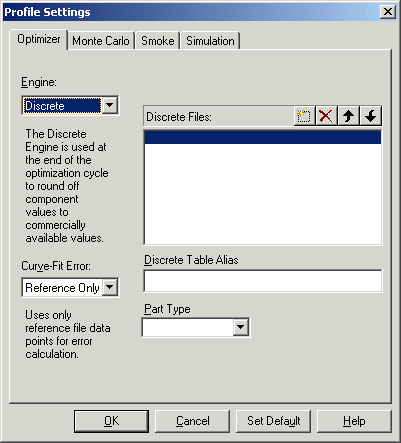 Profile Settings
Optimizer
Monte Carlo
Smoke
Simulation
Engine:
Discrete
The Discrete
Engine is used at
the end of the
optimization cycle
to round off
component
values to
commercially
available values.
Curve-Fit Error:
Reference Only
Uses only
reference file data
points for error
calculation.
Discrete Files:
Discrete Table Alias
Part Type
OK
Cancel
Set Default
Help